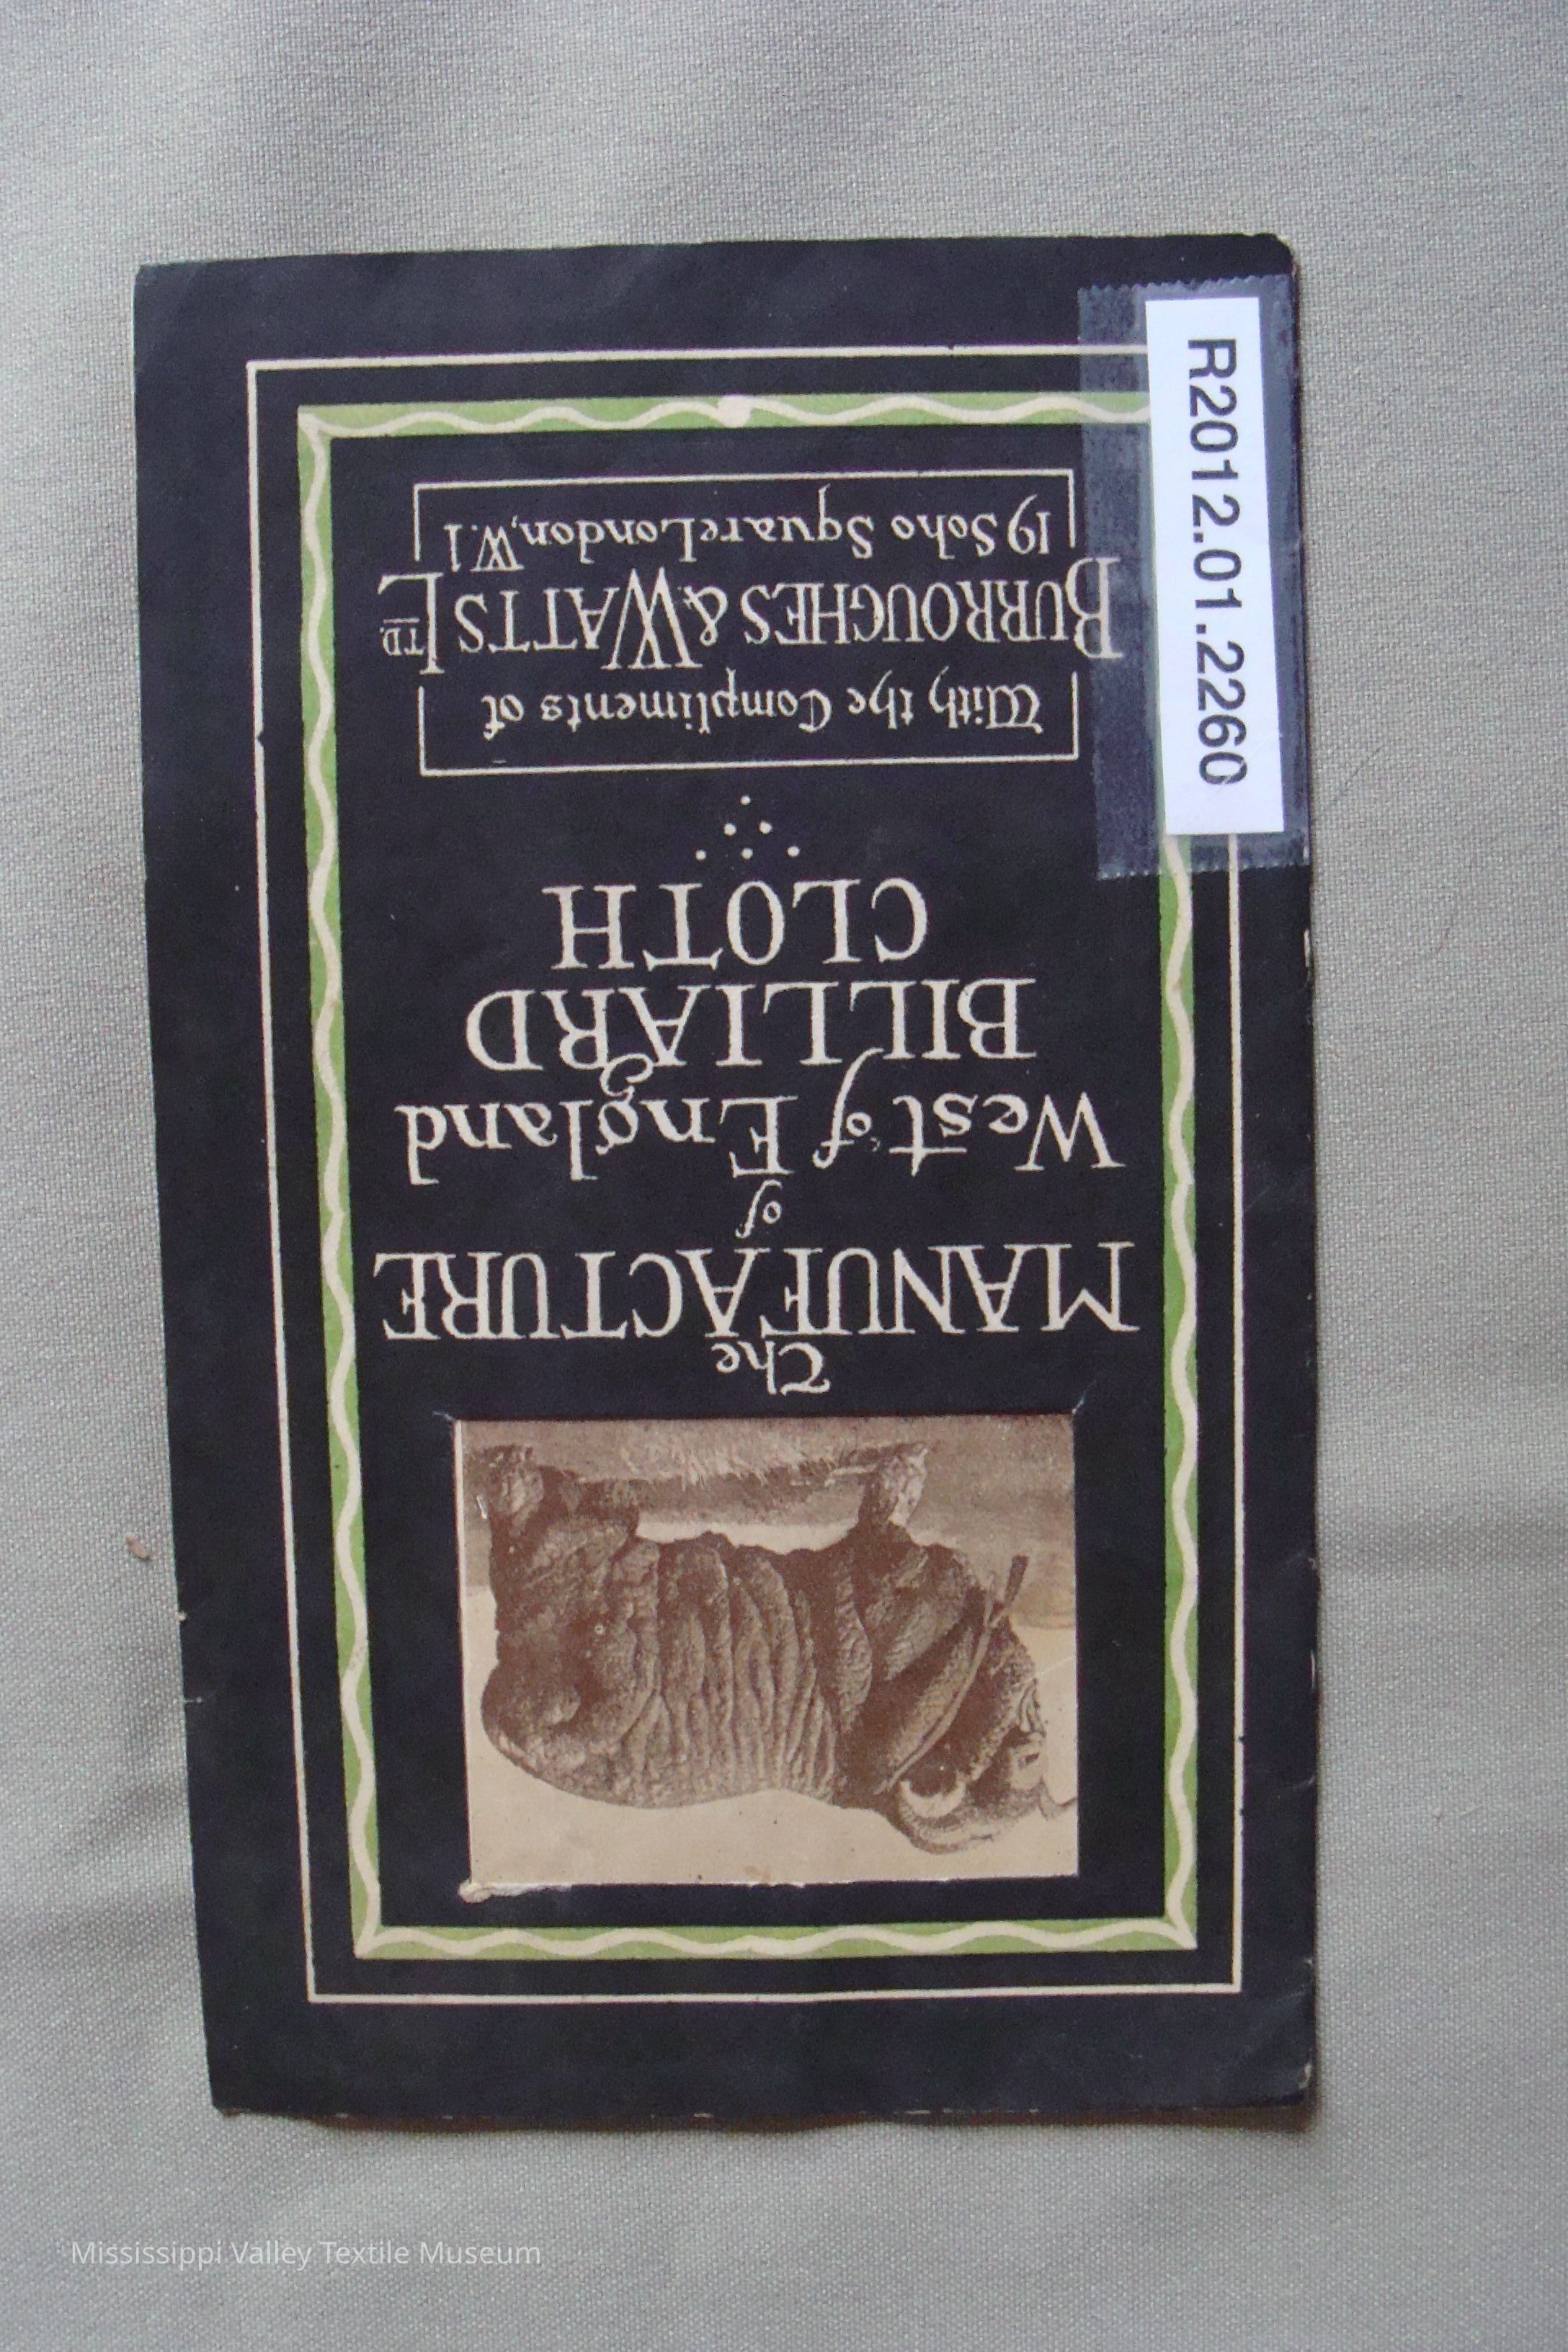 The
MANUFACTURE
of
West of England
BILLIARD
CLOTH
With the Compliments of
BURROUGHES & WATTS LTD.
19 Soho Square London, W.1
R2012.01.2260
Mississippi Valley Textile Museum